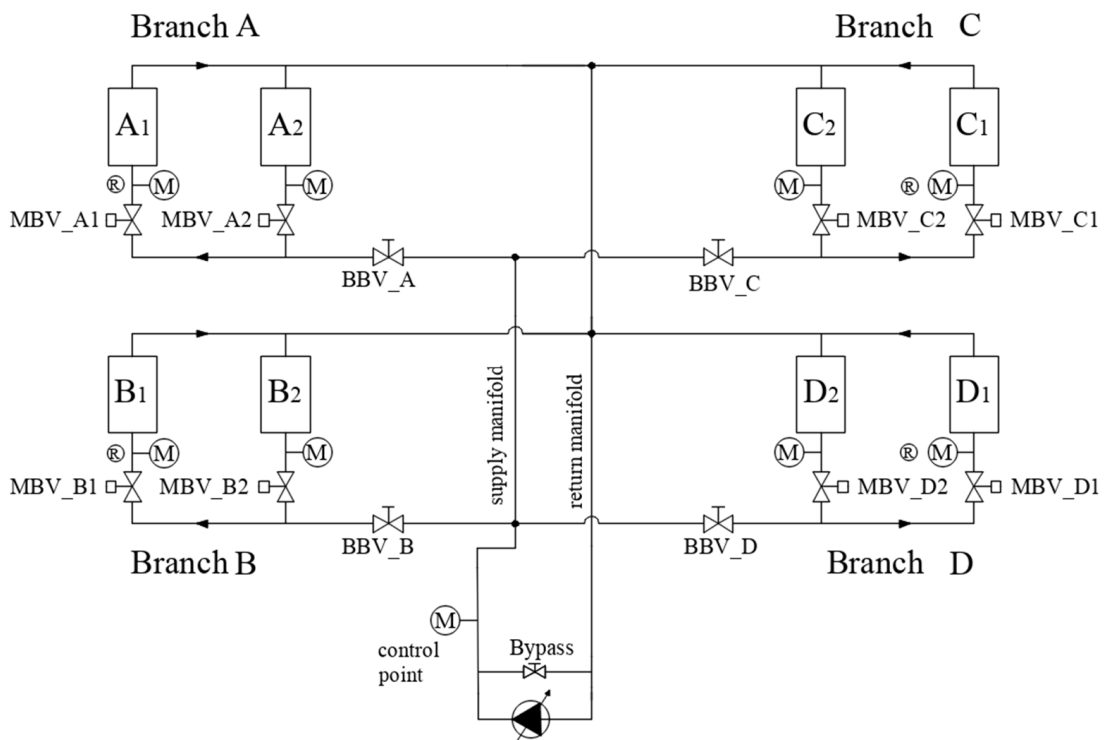 Branch A
Branch C
A1
A2
C2
C1
® M
M
M
® M
MBV_A1
MBV_A2
MBV_C2
MBV_C1
BBV_A
BBV_C
B1
B2
supply manifold
return manifold
D2
D1
® M
M
M
® M
MBV_B1
MBV_B2
MBV_D2
MBV_D1
BBV_B
BBV_D
Branch B
Branch D
M
control
point
Bypass